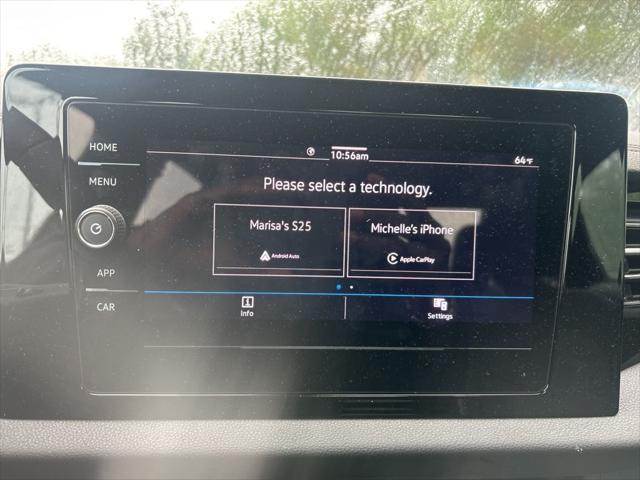 HOME
MENU
APP
CAR
10:56am
64°F
Please select a technology.
Marisa's S25
Android Auto
Michelle's iPhone
Apple CarPlay
Info
Settings